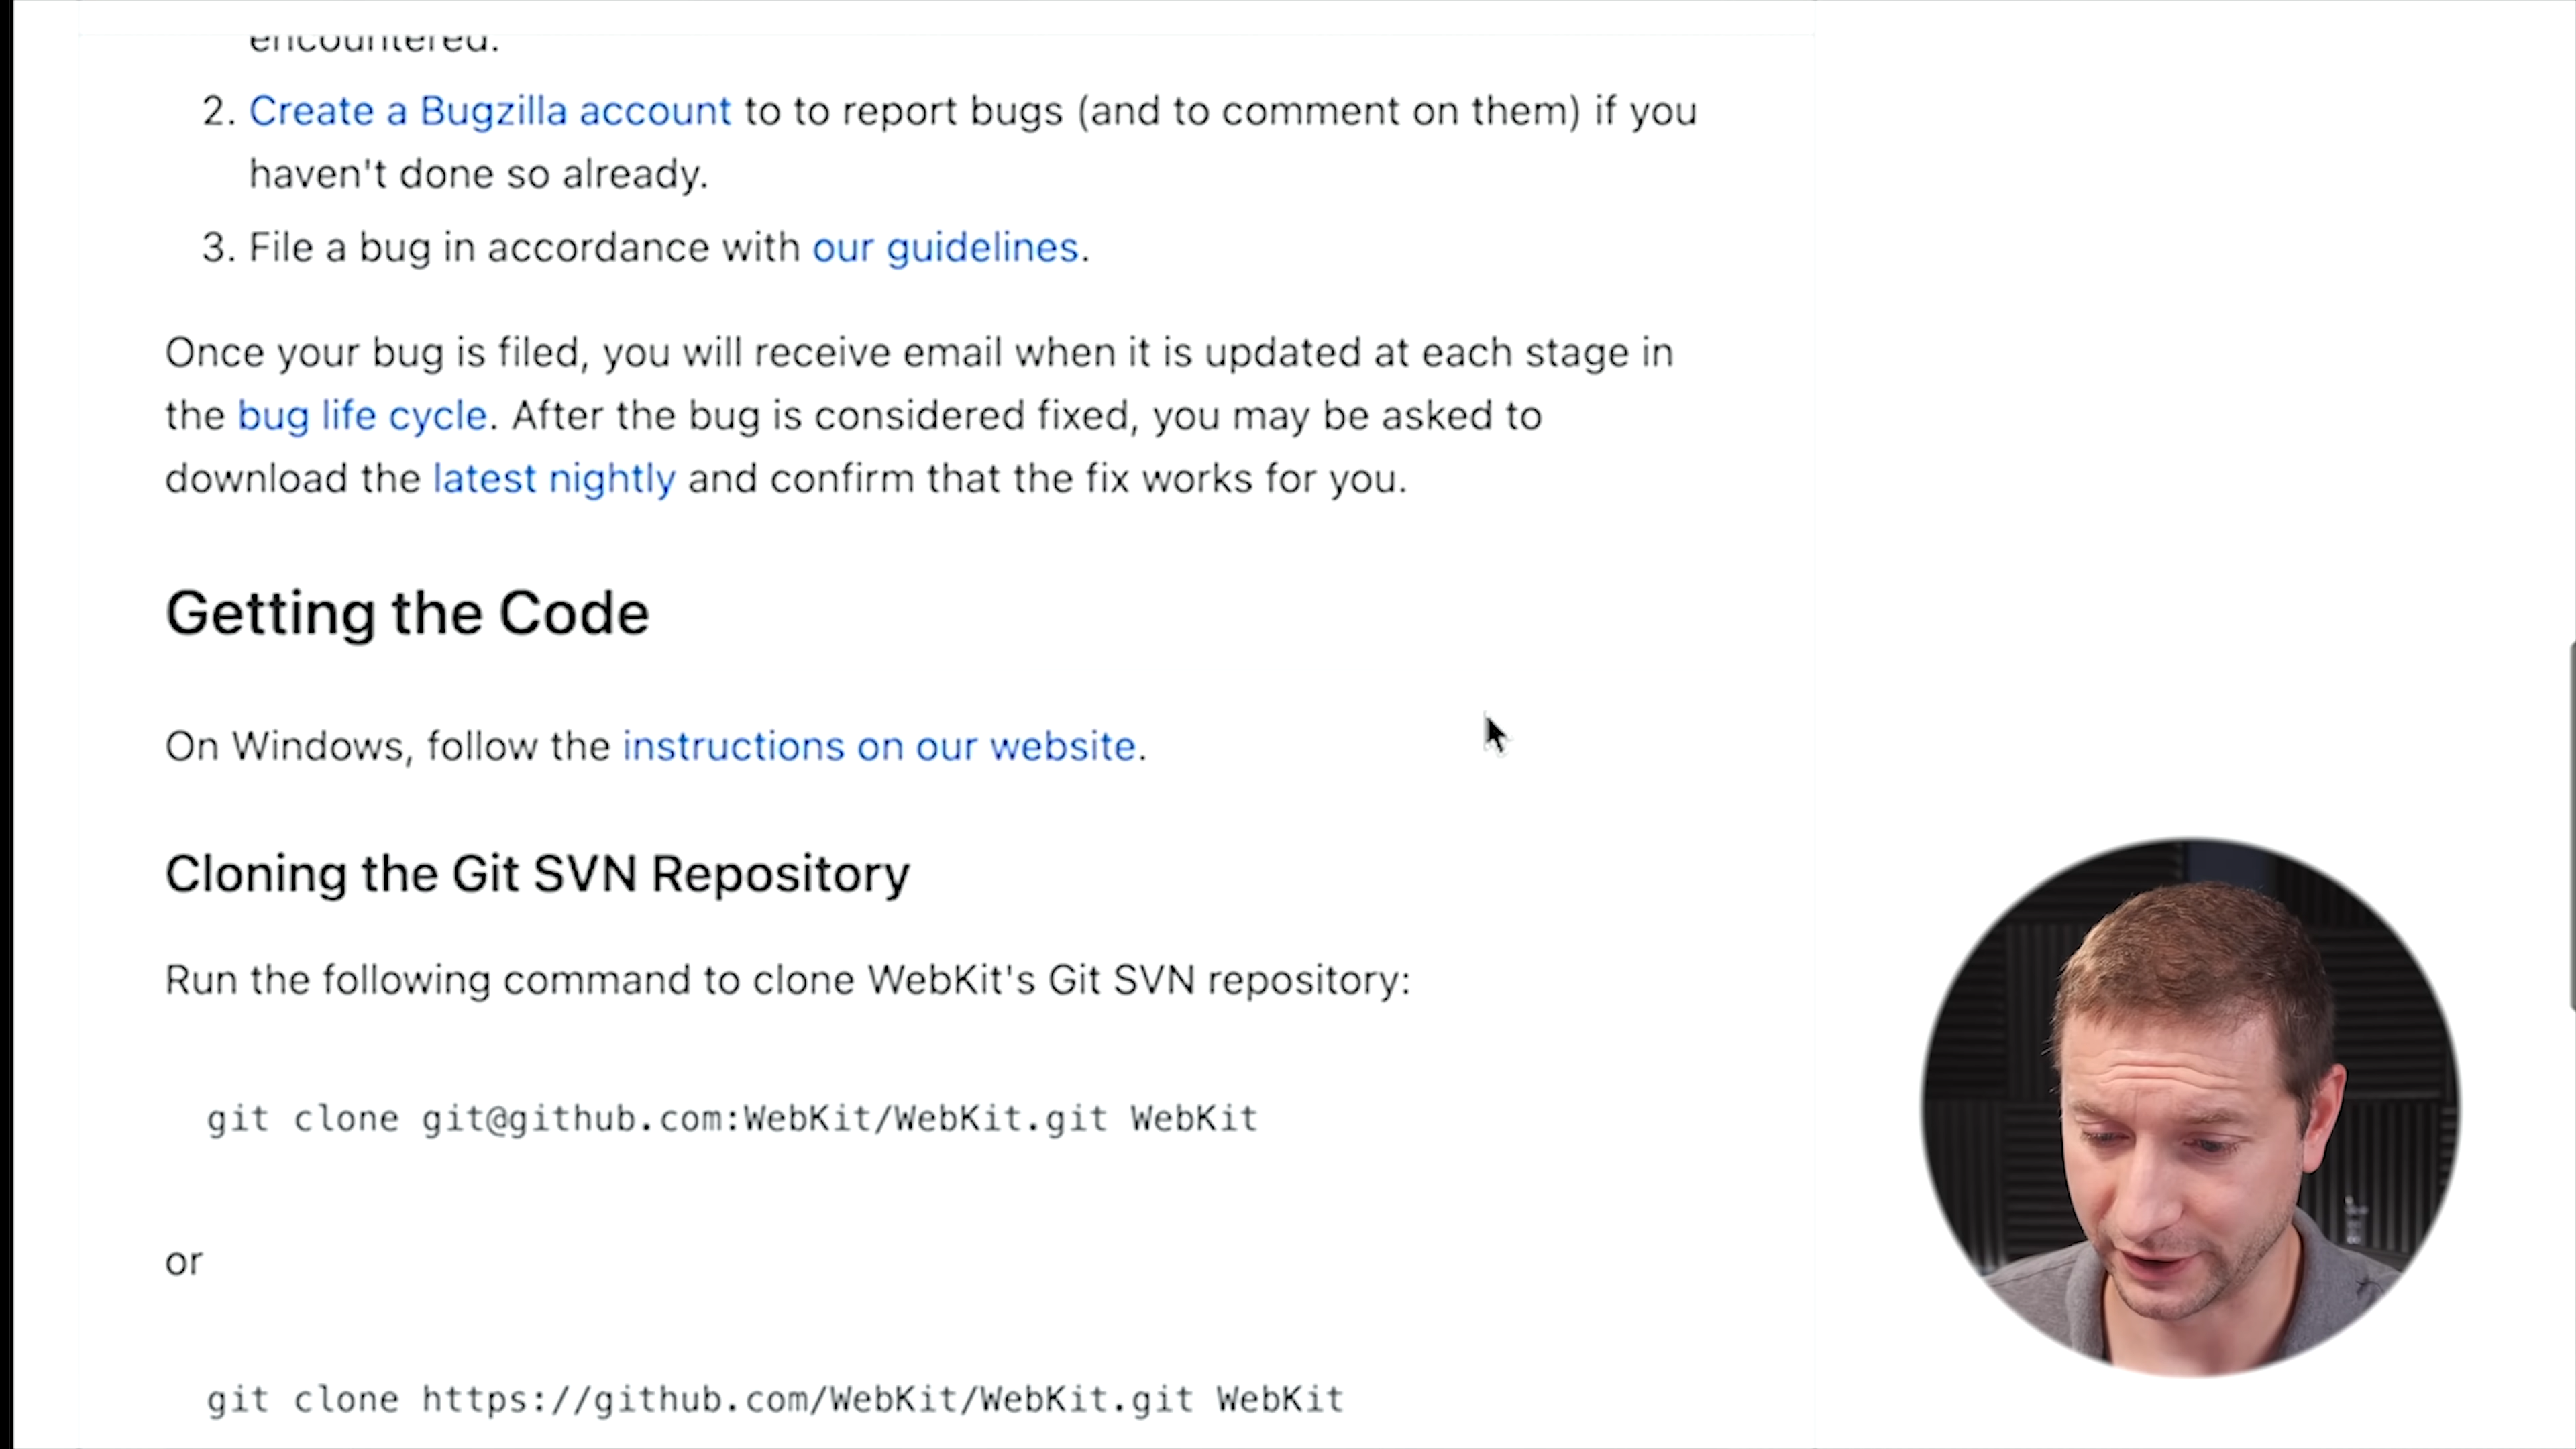 encountered.
2. Create a Bugzilla account to to report bugs (and to comment on them) if you
haven't done so already.
3. File a bug in accordance with our guidelines.
Once your bug is filed, you will receive email when it is updated at each stage in
the bug life cycle. After the bug is considered fixed, you may be asked to
download the latest nightly and confirm that the fix works for you.
Getting the Code
On Windows, follow the instructions on our website.
Cloning the Git SVN Repository
Run the following command to clone WebKit's Git SVN repository:
git clone git@github.com:WebKit/WebKit.git WebKit
or
git clone https://github.com/WebKit/WebKit.git WebKit